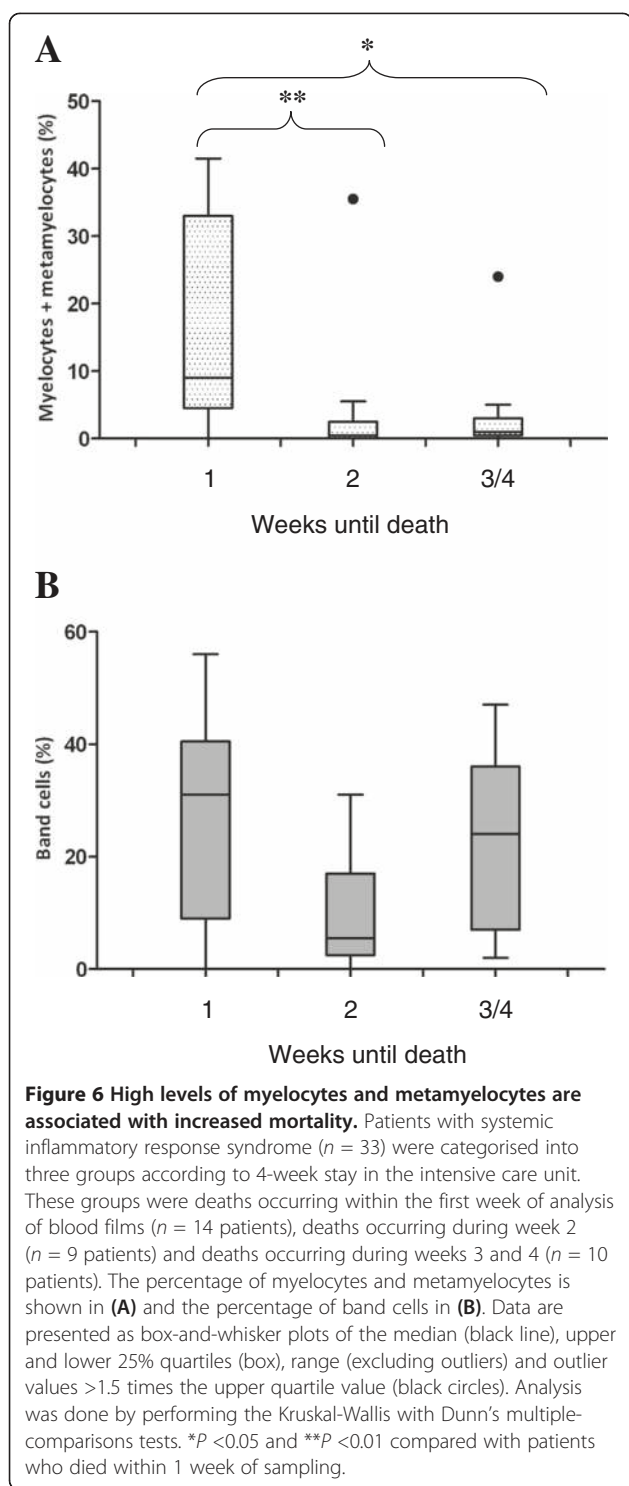 A
*
**
50
40
30
20
10
0
Myelocytes + metamyelocytes (%)
1 2 3/4
Weeks until death
B
60
40
20
0
Band cells (%)
1 2 3/4
Weeks until death
Figure 6 High levels of myelocytes and metamyelocytes are
associated with increased mortality. Patients with systemic
inflammatory response syndrome (n = 33) were categorised into
three groups according to 4-week stay in the intensive care unit.
These groups were deaths occurring within the first week of analysis
of blood films (n = 14 patients), deaths occurring during week 2
(n = 9 patients) and deaths occurring during weeks 3 and 4 (n = 10
patients). The percentage of myelocytes and metamyelocytes is
shown in (A) and the percentage of band cells in (B). Data are
presented as box-and-whisker plots of the median (black line), upper
and lower 25% quartiles (box), range (excluding outliers) and outlier
values >1.5 times the upper quartile value (black circles). Analysis
was done by performing the Kruskal-Wallis with Dunn's multiple-
comparisons tests. *P <0.05 and **P <0.01 compared with patients
who died within 1 week of sampling.